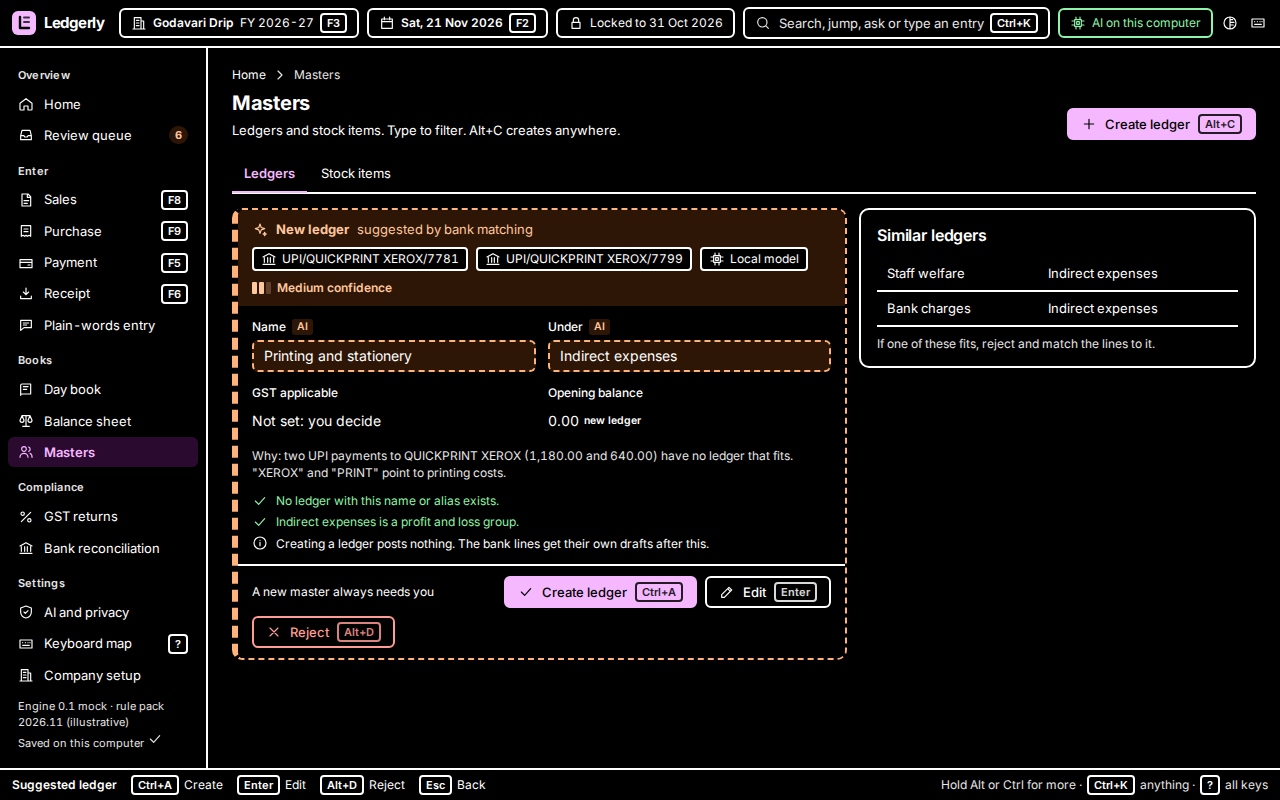 Ledgerly
Godavari Drip FY 2026-27 F3
Sat, 21 Nov 2026 F2
Locked to 31 Oct 2026
Search, jump, ask or type an entry Ctrl+K
AI on this computer
Overview
Home
Review queue 6
Enter
Sales F8
Purchase F9
Payment F5
Receipt F6
Plain-words entry
Books
Day book
Balance sheet
Masters
Compliance
GST returns
Bank reconciliation
Settings
AI and privacy
Keyboard map ?
Company setup
Engine 0.1 mock · rule pack
2026.11 (illustrative)
Saved on this computer
Home > Masters
Masters
Ledgers and stock items. Type to filter. Alt+C creates anywhere.
Create ledger Alt+C
Ledgers Stock items
New ledger suggested by bank matching
UPI/QUICKPRINT XEROX/7781 UPI/QUICKPRINT XEROX/7799 Local model
Medium confidence
Name AI Under AI
Printing and stationery Indirect expenses
GST applicable Opening balance
Not set: you decide 0.00 new ledger
Why: two UPI payments to QUICKPRINT XEROX (1,180.00 and 640.00) have no ledger that fits.
"XEROX" and "PRINT" point to printing costs.
No ledger with this name or alias exists.
Indirect expenses is a profit and loss group.
Creating a ledger posts nothing. The bank lines get their own drafts after this.
A new master always needs you Create ledger Ctrl+A Edit Enter
Reject Alt+D
Similar ledgers
Staff welfare Indirect expenses
Bank charges Indirect expenses
If one of these fits, reject and match the lines to it.
Suggested ledger Ctrl+A Create Enter Edit Alt+D Reject Esc Back
Hold Alt or Ctrl for more · Ctrl+K anything · ? all keys